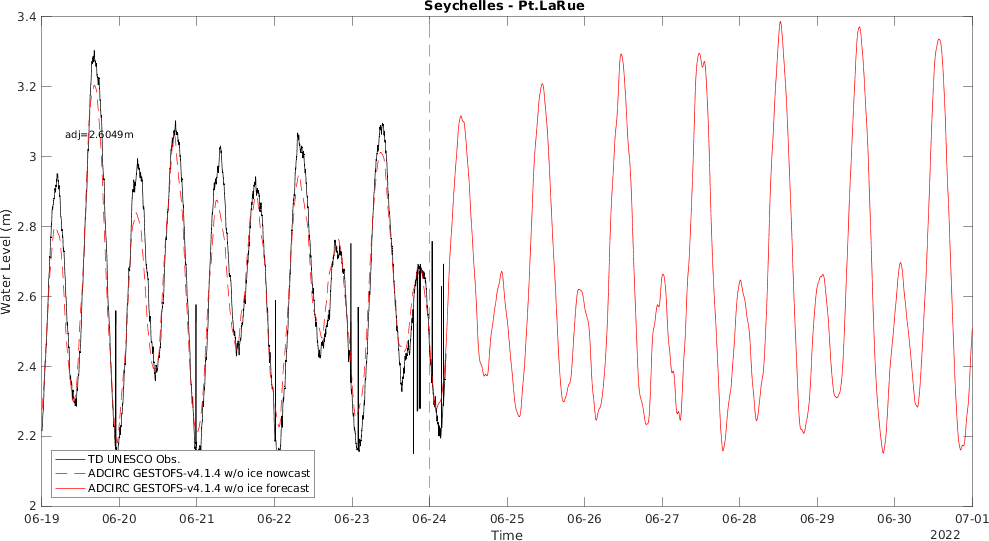 Seychelles - Pt.LaRue
3.4
3.2
3
2.8
2.6
2.4
2.2
2
Water Level (m)
adj=2.6049m
TD UNESCO Obs.
ADCIRC GESTOFS-v4.1.4 w/o ice nowcast
ADCIRC GESTOFS-v4.1.4 w/o ice forecast
06-19 06-20 06-21 06-22 06-23 06-24 06-25 06-26 06-27 06-28 06-29 06-30 07-01
Time
2022